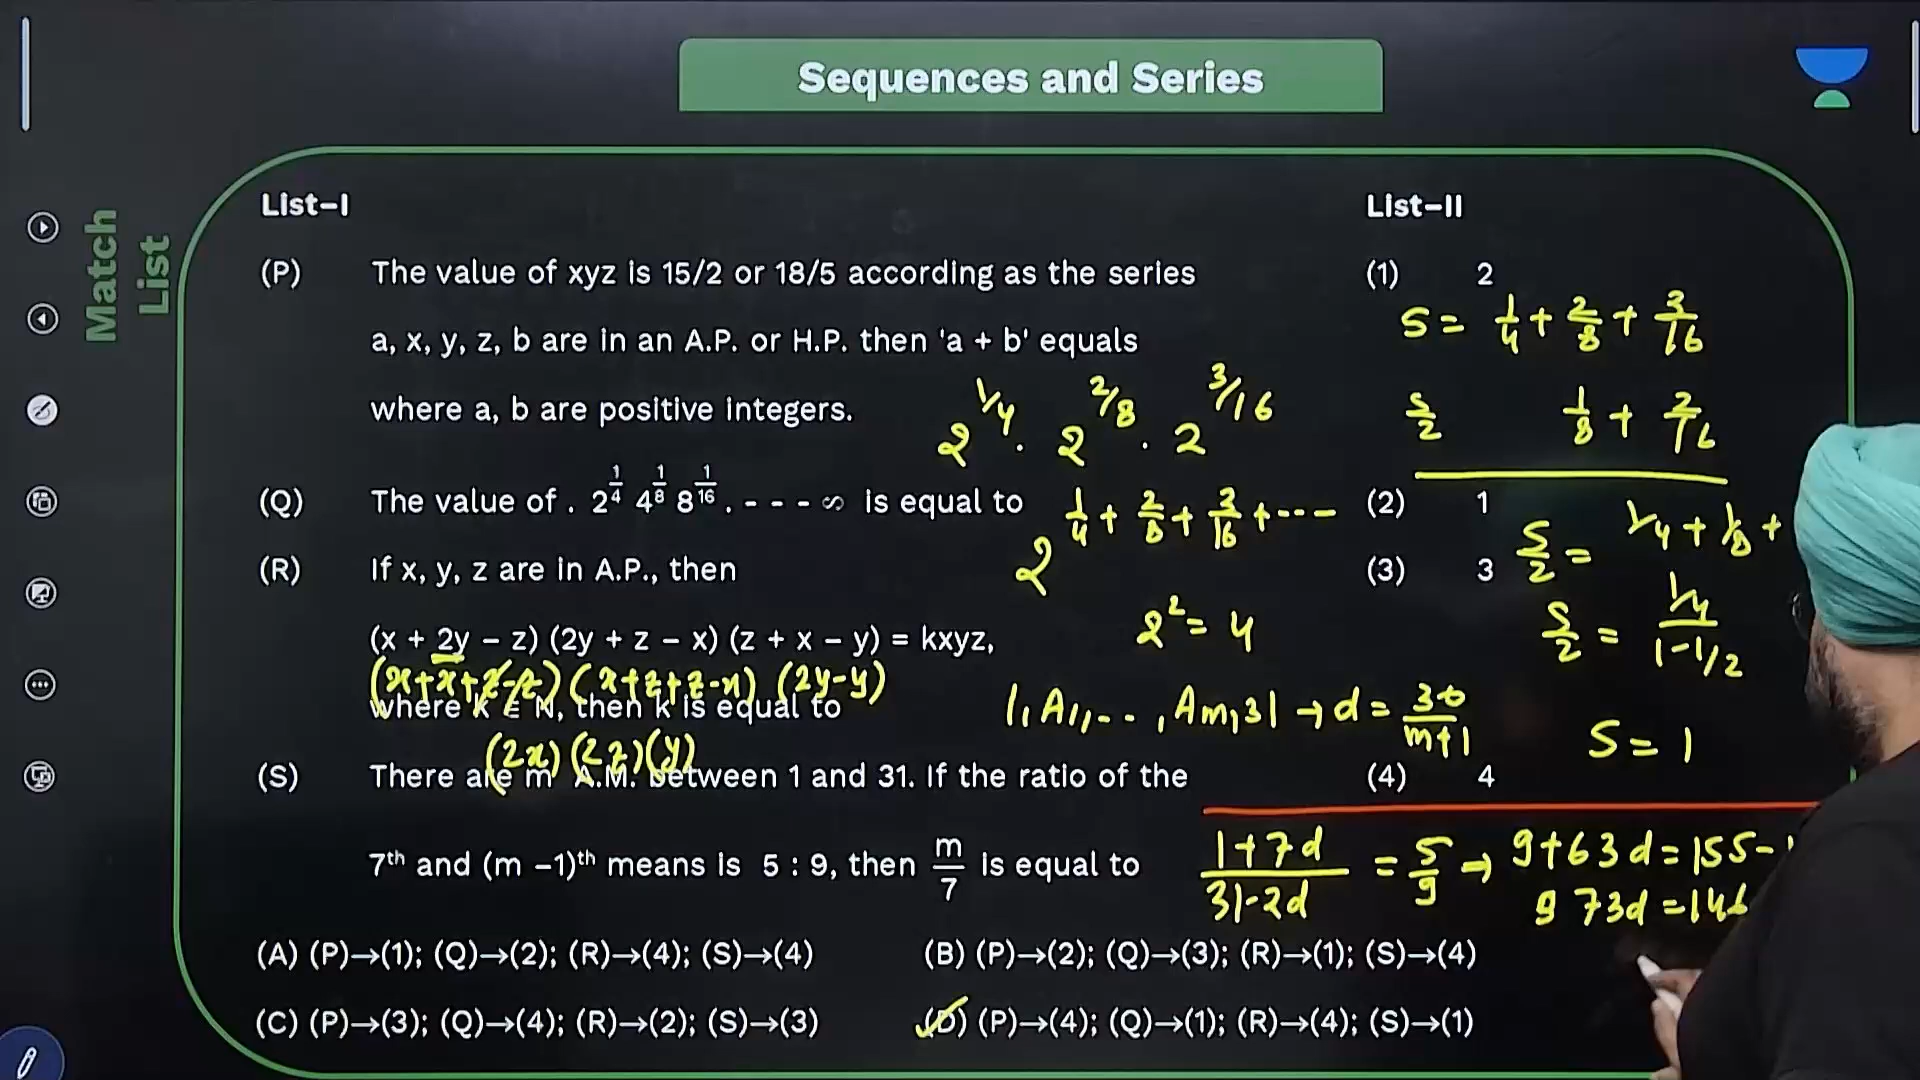 Sequences and Series
Match
List
List-I
List-II
(P) The value of xyz is 15/2 or 18/5 according as the series
(1) 2
S = 1/4 + 2/8 + 3/16
a, x, y, z, b are in an A.P. or H.P. then 'a + b' equals
where a, b are positive integers.
S/2 1/8 + 2/16
2^{1/4} · 2^{2/8} · 2^{3/16}
(Q) The value of . 2^{1/4} 4^{1/8} 8^{1/16} . - - - ∞ is equal to
(2) 1
2^{1/4 + 2/8 + 3/16 + ---}
S/2 = 1/4 + 1/8 +
(R) If x, y, z are in A.P., then
(3) 3
(x + 2y – z) (2y + z – x) (z + x – y) = kxyz,
2² = 4
S/2 = 1/4 / 1-1/2
(x+x+z-z) (x+z+z-x) (2y-y)
where k ∈ N, then k is equal to
1, A1, --- , Am, 31 → d = 30/m+1
S = 1
(2x) (2z) (y)
(S) There are m A.M. between 1 and 31. If the ratio of the
(4) 4
7th and (m –1)th means is 5 : 9, then m/7 is equal to
1+7d / 31-2d = 5/9 → 9+63d = 155-
9 73d = 146
(A) (P)→(1); (Q)→(2); (R)→(4); (S)→(4)
(B) (P)→(2); (Q)→(3); (R)→(1); (S)→(4)
(C) (P)→(3); (Q)→(4); (R)→(2); (S)→(3)
(D) (P)→(4); (Q)→(1); (R)→(4); (S)→(1)